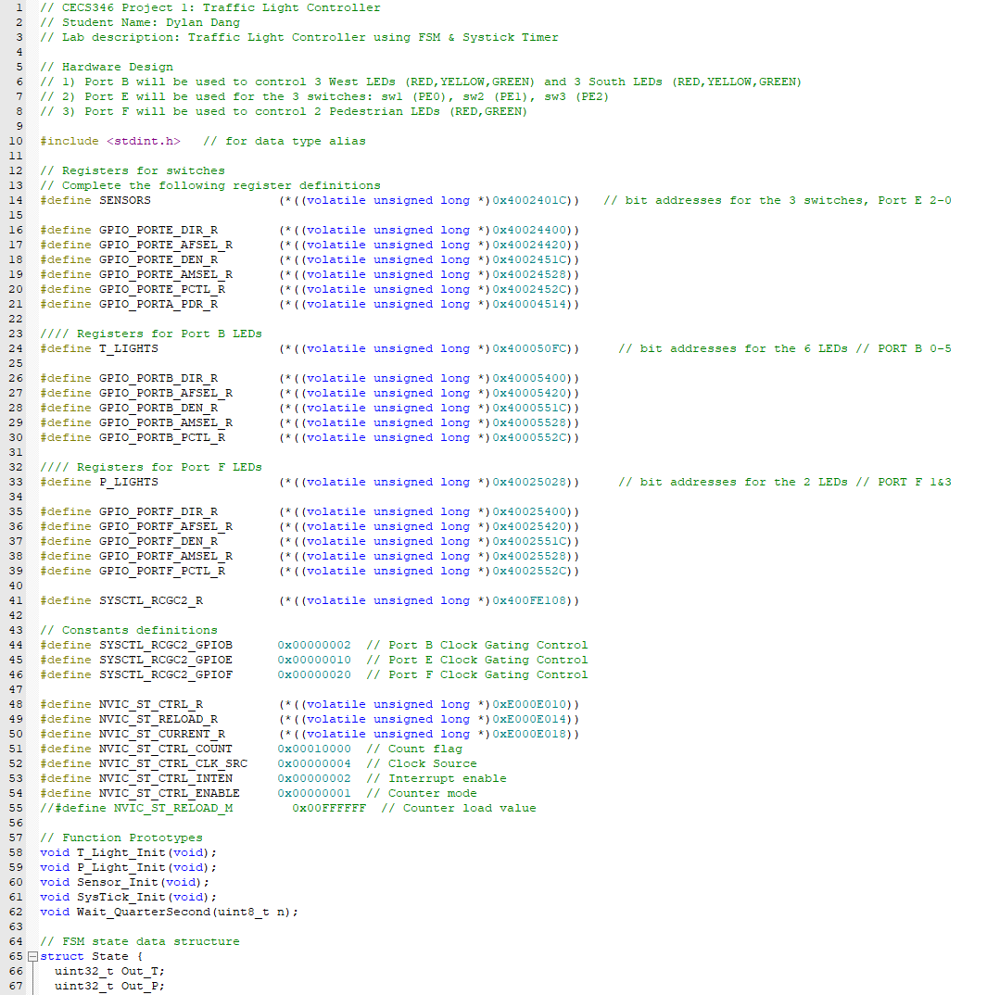 1 // CECS346 Project 1: Traffic Light Controller
2 // Student Name: Dylan Dang
3 // Lab description: Traffic Light Controller using FSM & Systick Timer
4
5 // Hardware Design
6 // 1) Port B will be used to control 3 West LEDs (RED,YELLOW,GREEN) and 3 South LEDs (RED,YELLOW,GREEN)
7 // 2) Port E will be used for the 3 switches: sw1 (PE0), sw2 (PE1), sw3 (PE2)
8 // 3) Port F will be used to control 2 Pedestrian LEDs (RED,GREEN)
9
10 #include <stdint.h>   // for data type alias
11
12 // Registers for switches
13 // Complete the following register definitions
14 #define SENSORS                 (*((volatile unsigned long *)0x4002401C))   // bit addresses for the 3 switches, Port E 2-0
15
16 #define GPIO_PORTE_DIR_R        (*((volatile unsigned long *)0x40024400))
17 #define GPIO_PORTE_AFSEL_R      (*((volatile unsigned long *)0x40024420))
18 #define GPIO_PORTE_DEN_R        (*((volatile unsigned long *)0x4002451C))
19 #define GPIO_PORTE_AMSEL_R      (*((volatile unsigned long *)0x40024528))
20 #define GPIO_PORTE_PCTL_R       (*((volatile unsigned long *)0x4002452C))
21 #define GPIO_PORTA_PDR_R        (*((volatile unsigned long *)0x40004514))
22
23 //// Registers for Port B LEDs
24 #define T_LIGHTS                (*((volatile unsigned long *)0x400050FC))     // bit addresses for the 6 LEDs // PORT B 0-5
25
26 #define GPIO_PORTB_DIR_R        (*((volatile unsigned long *)0x40005400))
27 #define GPIO_PORTB_AFSEL_R      (*((volatile unsigned long *)0x40005420))
28 #define GPIO_PORTB_DEN_R        (*((volatile unsigned long *)0x4000551C))
29 #define GPIO_PORTB_AMSEL_R      (*((volatile unsigned long *)0x40005528))
30 #define GPIO_PORTB_PCTL_R       (*((volatile unsigned long *)0x4000552C))
31
32 //// Registers for Port F LEDs
33 #define P_LIGHTS                (*((volatile unsigned long *)0x40025028))     // bit addresses for the 2 LEDs // PORT F 1&3
34
35 #define GPIO_PORTF_DIR_R        (*((volatile unsigned long *)0x40025400))
36 #define GPIO_PORTF_AFSEL_R      (*((volatile unsigned long *)0x40025420))
37 #define GPIO_PORTF_DEN_R        (*((volatile unsigned long *)0x4002551C))
38 #define GPIO_PORTF_AMSEL_R      (*((volatile unsigned long *)0x40025528))
39 #define GPIO_PORTF_PCTL_R       (*((volatile unsigned long *)0x4002552C))
40
41 #define SYSCTL_RCGC2_R          (*((volatile unsigned long *)0x400FE108))
42
43 // Constants definitions
44 #define SYSCTL_RCGC2_GPIOB      0x00000002  // Port B Clock Gating Control
45 #define SYSCTL_RCGC2_GPIOE      0x00000010  // Port E Clock Gating Control
46 #define SYSCTL_RCGC2_GPIOF      0x00000020  // Port F Clock Gating Control
47
48 #define NVIC_ST_CTRL_R          (*((volatile unsigned long *)0xE000E010))
49 #define NVIC_ST_RELOAD_R        (*((volatile unsigned long *)0xE000E014))
50 #define NVIC_ST_CURRENT_R       (*((volatile unsigned long *)0xE000E018))
51 #define NVIC_ST_CTRL_COUNT      0x00010000  // Count flag
52 #define NVIC_ST_CTRL_CLK_SRC    0x00000004  // Clock Source
53 #define NVIC_ST_CTRL_INTEN      0x00000002  // Interrupt enable
54 #define NVIC_ST_CTRL_ENABLE     0x00000001  // Counter mode
55 //#define NVIC_ST_RELOAD_M        0x00FFFFFF  // Counter load value
56
57 // Function Prototypes
58 void T_Light_Init(void);
59 void P_Light_Init(void);
60 void Sensor_Init(void);
61 void SysTick_Init(void);
62 void Wait_QuarterSecond(uint8_t n);
63
64 // FSM state data structure
65 struct State {
66   uint32_t Out_T;
67   uint32_t Out_P;